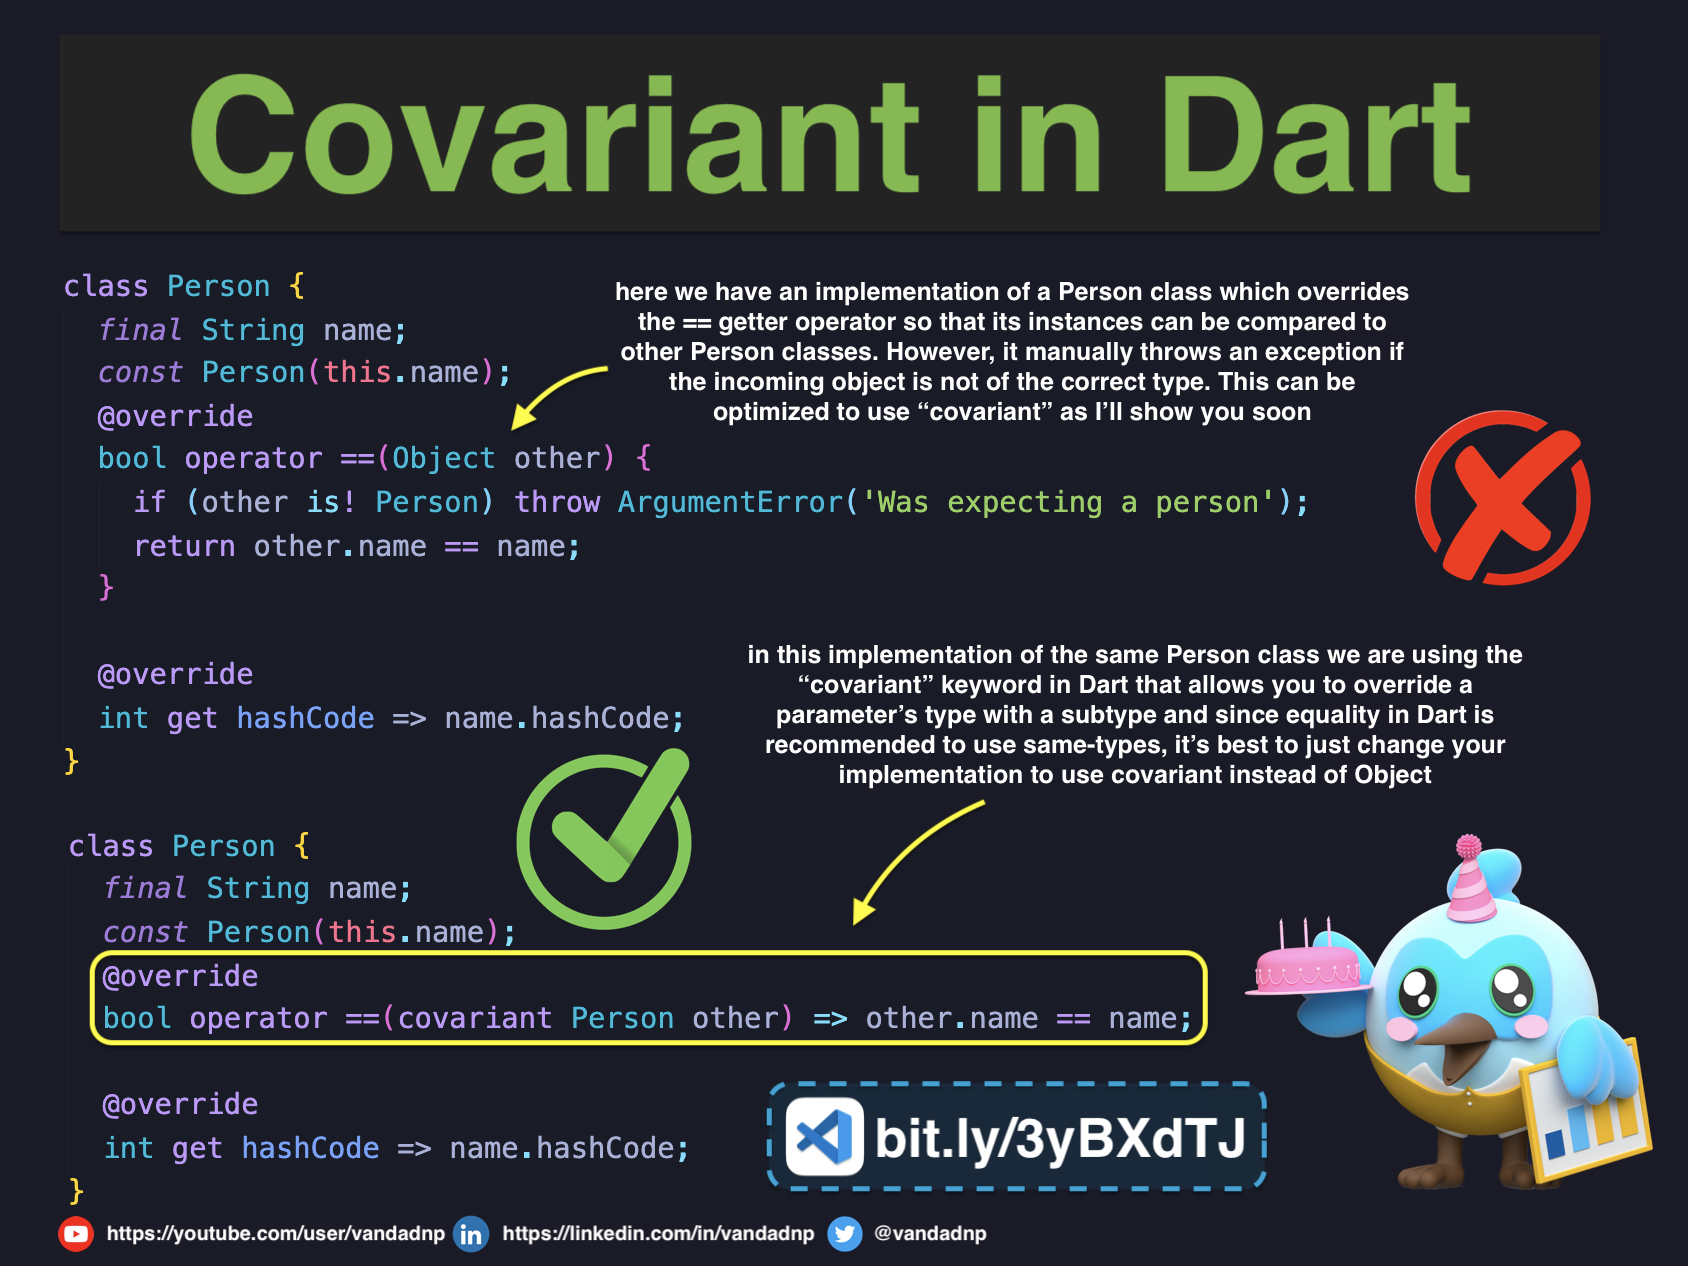 Covariant in Dart
class Person {
final String name;
const Person(this.name);
@override
bool operator ==(Object other) {
if (other is! Person) throw ArgumentError('Was expecting a person');
return other.name == name;
}
@override
int get hashCode => name.hashCode;
}
here we have an implementation of a Person class which overrides
the == getter operator so that its instances can be compared to
other Person classes. However, it manually throws an exception if
the incoming object is not of the correct type. This can be
optimized to use “covariant” as I’ll show you soon
in this implementation of the same Person class we are using the
“covariant” keyword in Dart that allows you to override a
parameter’s type with a subtype and since equality in Dart is
recommended to use same-types, it’s best to just change your
implementation to use covariant instead of Object
class Person {
final String name;
const Person(this.name);
@override
bool operator ==(covariant Person other) => other.name == name;
@override
int get hashCode => name.hashCode;
}
bit.ly/3yBXdTJ
https://youtube.com/user/vandadnp
in https://linkedin.com/in/vandadnp
@vandadnp